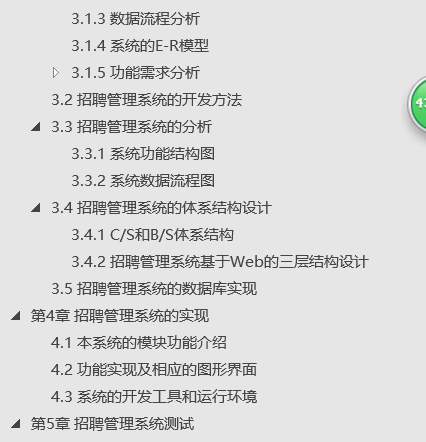 3.1.3 数据流程分析
3.1.4 系统的E-R模型
3.1.5 功能需求分析
3.2 招聘管理系统的开发方法
3.3 招聘管理系统的分析
3.3.1 系统功能结构图
3.3.2 系统数据流程图
3.4 招聘管理系统的体系结构设计
3.4.1 C/S和B/S体系结构
3.4.2 招聘管理系统基于Web的三层结构设计
3.5 招聘管理系统的数据库实现
第4章 招聘管理系统的实现
4.1 本系统的模块功能介绍
4.2 功能实现及相应的图形界面
4.3 系统的开发工具和运行环境
第5章 招聘管理系统测试